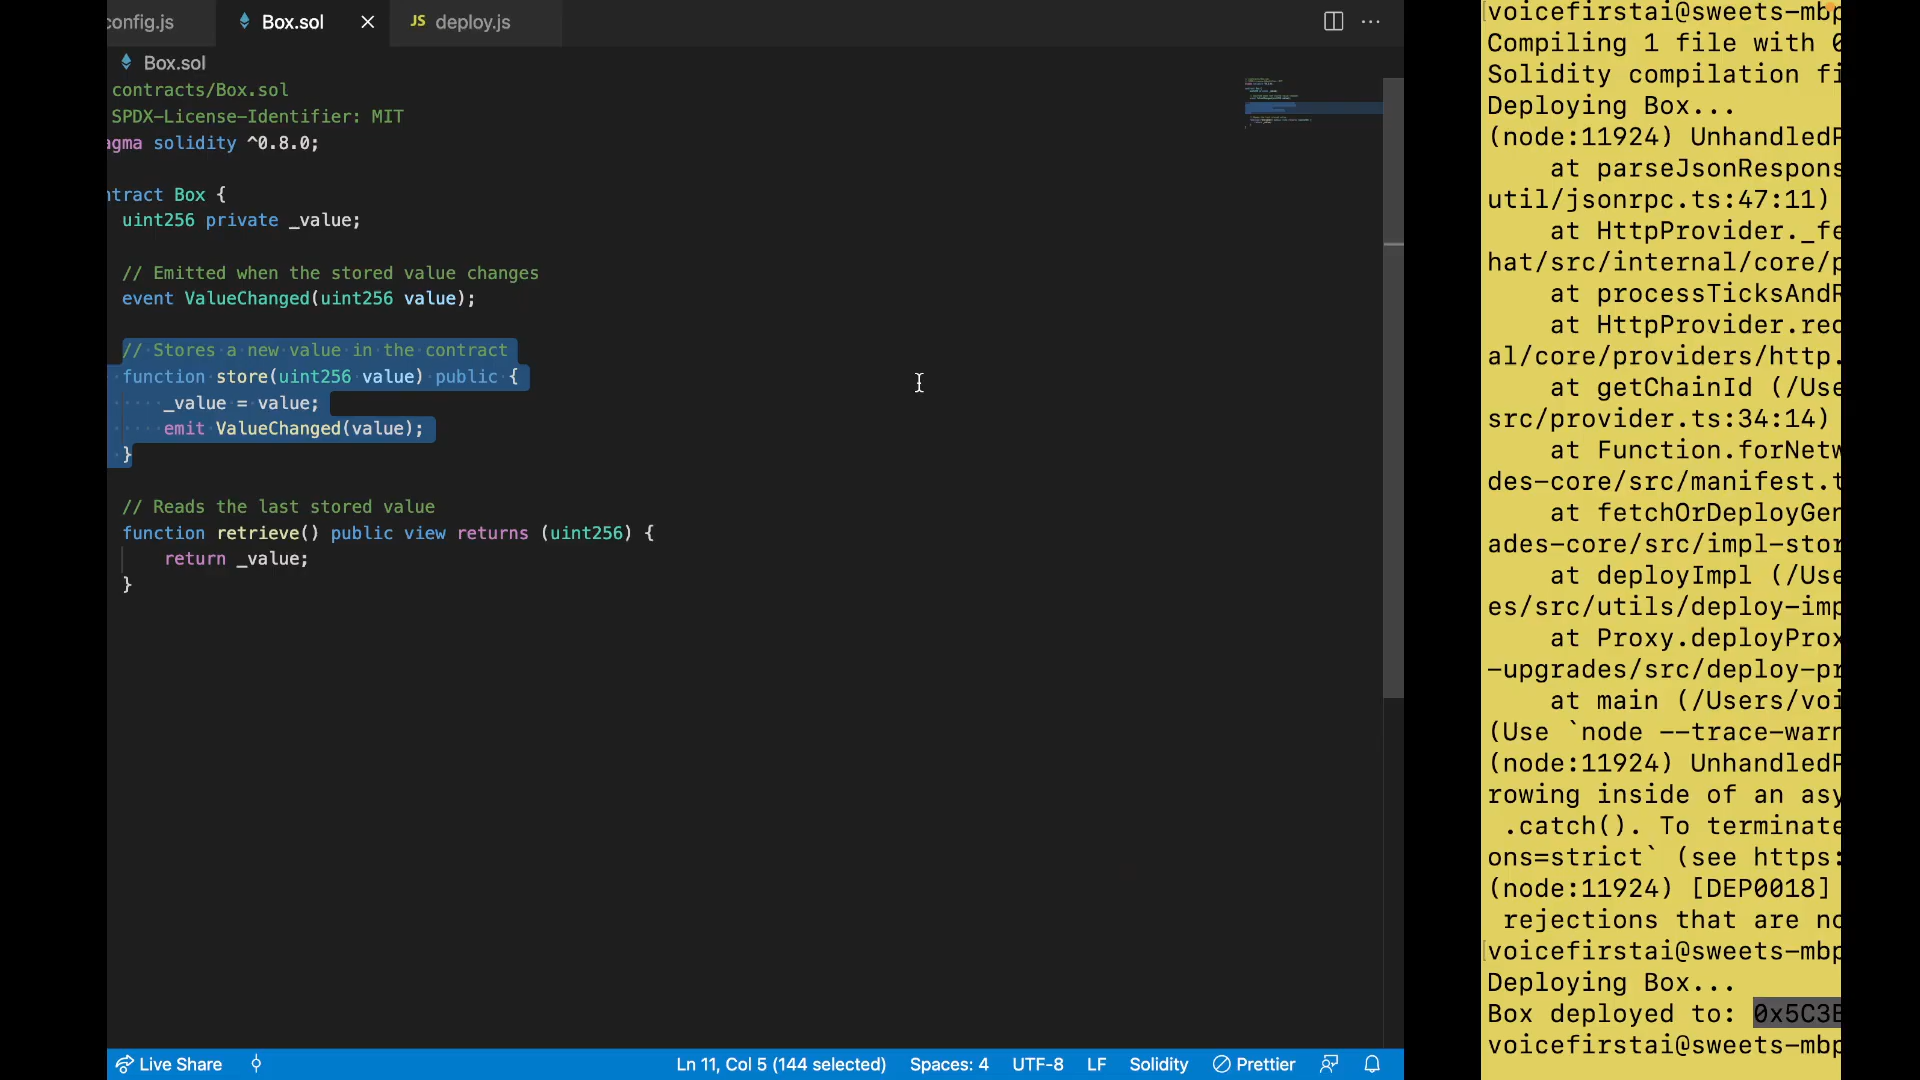 config.js
Box.sol
JS deploy.js
Box.sol
contracts/Box.sol
SPDX-License-Identifier: MIT
agma solidity ^0.8.0;
ntract Box {
uint256 private _value;
// Emitted when the stored value changes
event ValueChanged(uint256 value);
// Stores a new value in the contract
function store(uint256 value) public {
_value = value;
emit ValueChanged(value);
}
// Reads the last stored value
function retrieve() public view returns (uint256) {
return _value;
}
Live Share
Ln 11, Col 5 (144 selected)
Spaces: 4
UTF-8
LF
Solidity
Prettier
voicefirstai@sweets-mbp
Compiling 1 file with 0
Solidity compilation fi
Deploying Box...
(node:11924) UnhandledP
at parseJsonRespons
util/jsonrpc.ts:47:11)
at HttpProvider._fe
hat/src/internal/core/p
at processTicksAndR
at HttpProvider.req
al/core/providers/http.
at getChainId (/Use
src/provider.ts:34:14)
at Function.forNetw
des-core/src/manifest.t
at fetchOrDeployGen
ades-core/src/impl-stor
at deployImpl (/Use
es/src/utils/deploy-imp
at Proxy.deployProx
-upgrades/src/deploy-pr
at main (/Users/voi
(Use `node --trace-warn
(node:11924) UnhandledP
rowing inside of an asy
.catch(). To terminate
ons=strict` (see https:
(node:11924) [DEP0018]
rejections that are no
voicefirstai@sweets-mbp
Deploying Box...
Box deployed to: 0x5C3E
voicefirstai@sweets-mbp